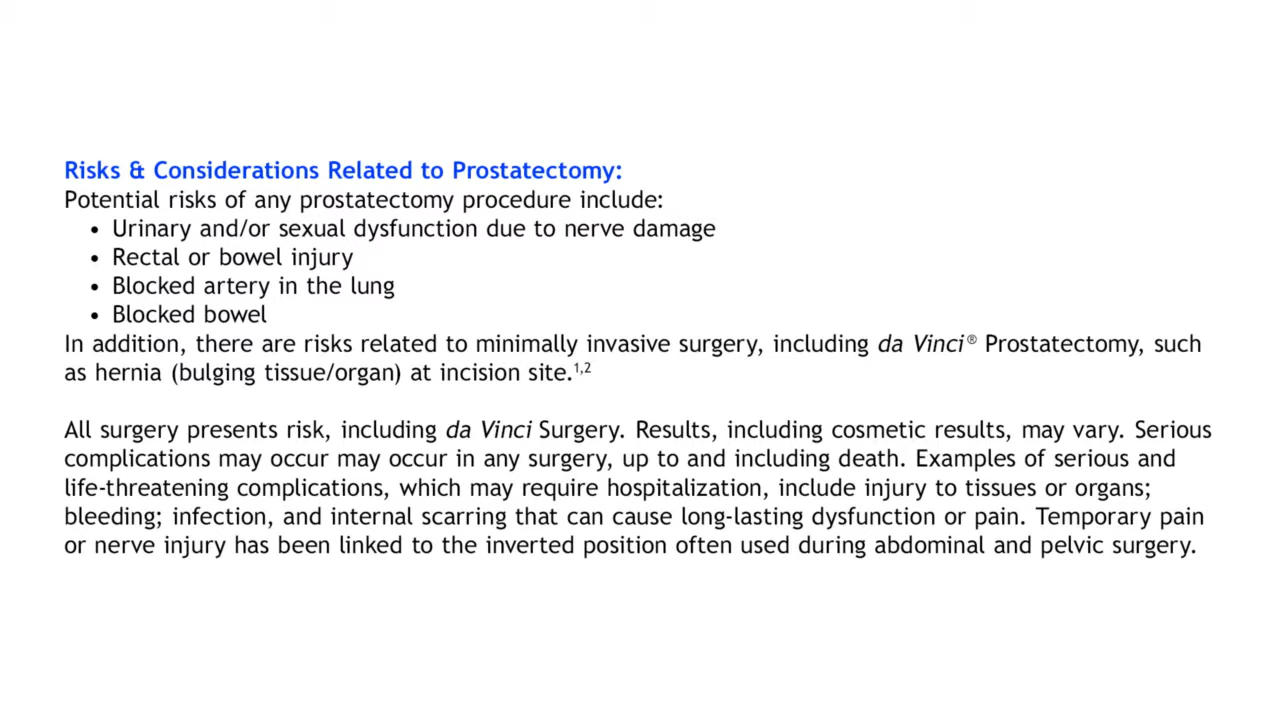 Risks & Considerations Related to Prostatectomy:
Potential risks of any prostatectomy procedure include:
• Urinary and/or sexual dysfunction due to nerve damage
• Rectal or bowel injury
• Blocked artery in the lung
• Blocked bowel
In addition, there are risks related to minimally invasive surgery, including da Vinci® Prostatectomy, such
as hernia (bulging tissue/organ) at incision site.1,2
All surgery presents risk, including da Vinci Surgery. Results, including cosmetic results, may vary. Serious
complications may occur may occur in any surgery, up to and including death. Examples of serious and
life-threatening complications, which may require hospitalization, include injury to tissues or organs;
bleeding; infection, and internal scarring that can cause long-lasting dysfunction or pain. Temporary pain
or nerve injury has been linked to the inverted position often used during abdominal and pelvic surgery.